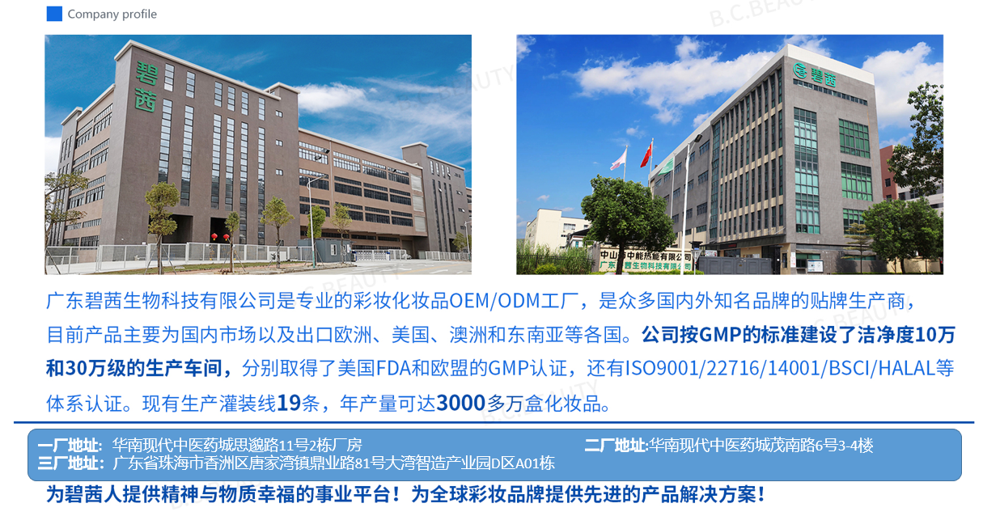 Company profile
B.C.BEAUTY
碧茜
碧茜
中山市中能热能有限公司
广东碧茜生物科技有限公司
广东碧茜生物科技有限公司是专业的彩妆化妆品OEM/ODM工厂，是众多国内外知名品牌的贴牌生产商，
目前产品主要为国内市场以及出口欧洲、美国、澳洲和东南亚等各国。公司按GMP的标准建设了洁净度10万
和30万级的生产车间，分别取得了美国FDA和欧盟的GMP认证，还有ISO9001/22716/14001/BSCI/HALAL等
体系认证。现有生产灌装线19条，年产量可达3000多万盒化妆品。
一厂地址: 华南现代中医药城思邈路11号2栋厂房 二厂地址:华南现代中医药城茂南路6号3-4楼
三厂地址：广东省珠海市香洲区唐家湾镇鼎业路81号大湾智造产业园D区A01栋
为碧茜人提供精神与物质幸福的事业平台！为全球彩妆品牌提供先进的产品解决方案！